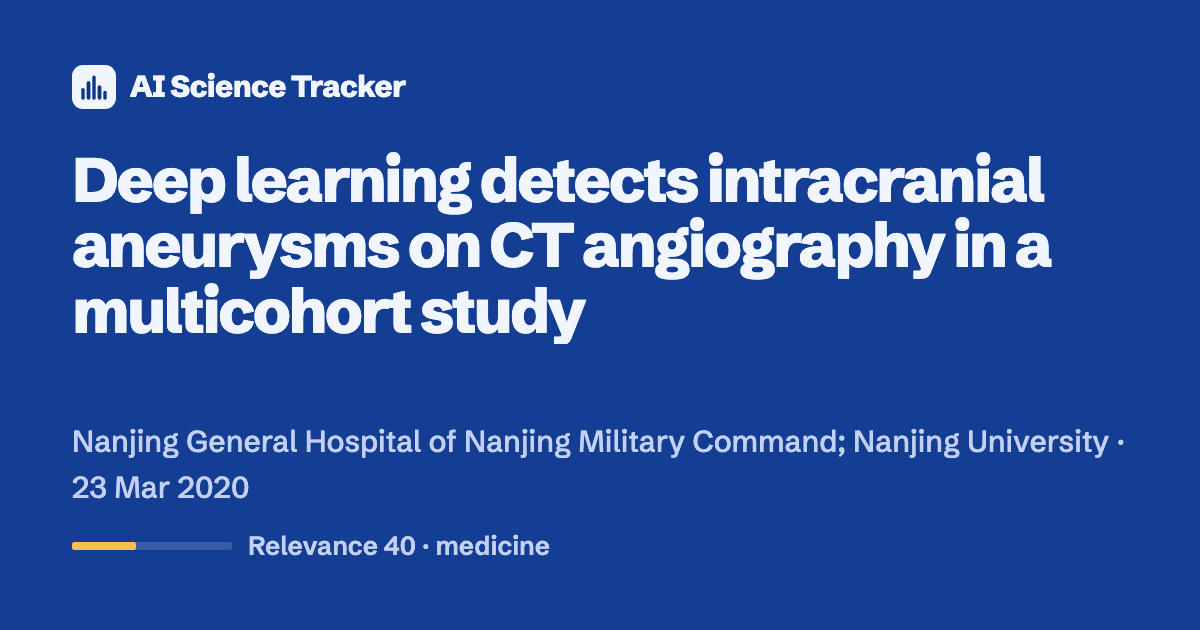 AI Science Tracker
Deep learning detects intracranial
aneurysms on CT angiography in a
multicohort study
Nanjing General Hospital of Nanjing Military Command; Nanjing University ·
23 Mar 2020
Relevance 40 · medicine